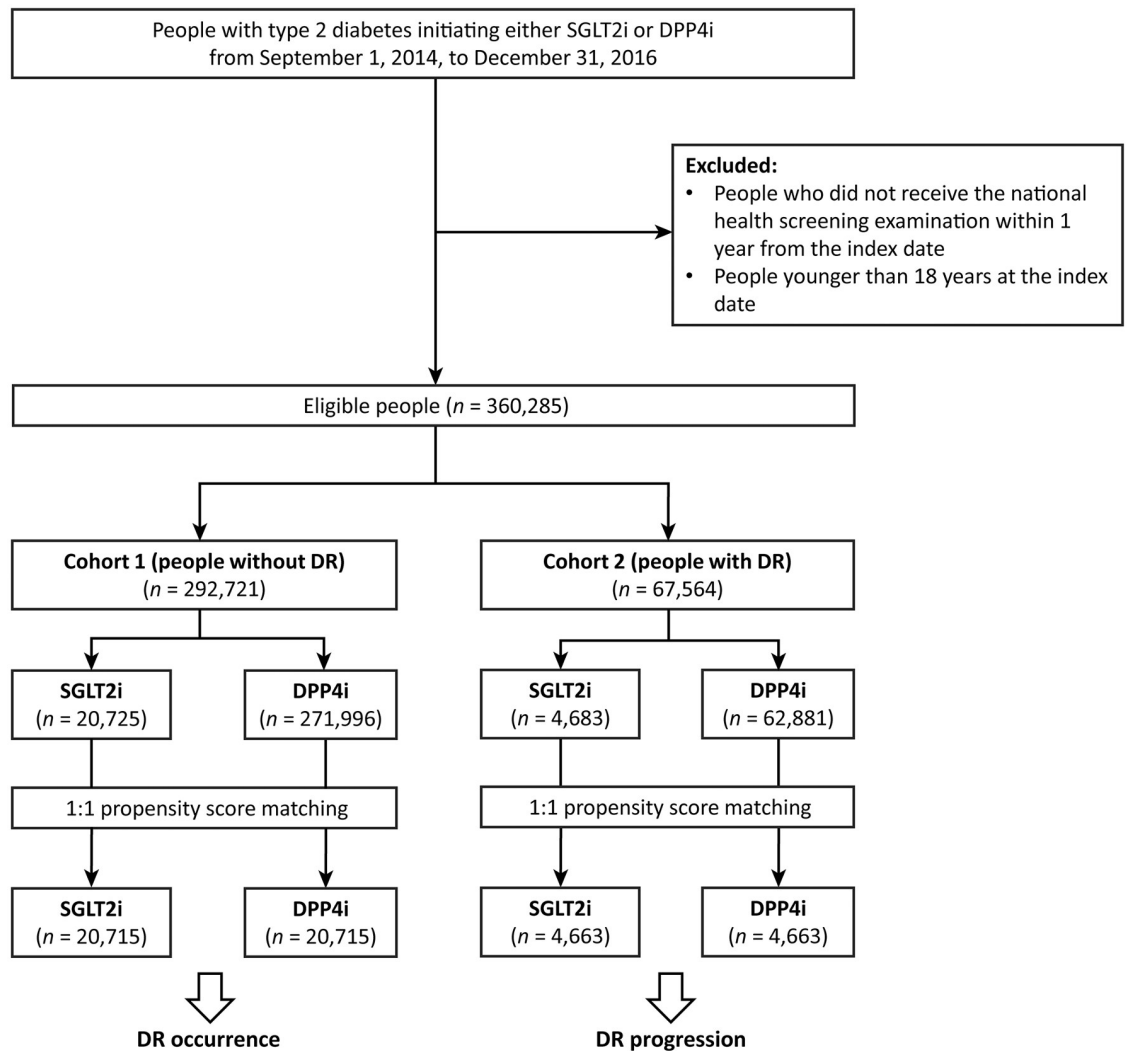 People with type 2 diabetes initiating either SGLT2i or DPP4i
from September 1, 2014, to December 31, 2016
Excluded:
• People who did not receive the national
health screening examination within 1
year from the index date
• People younger than 18 years at the index
date
Eligible people (n = 360,285)
Cohort 1 (people without DR)
(n = 292,721)
Cohort 2 (people with DR)
(n = 67,564)
SGLT2i
(n = 20,725)
DPP4i
(n = 271,996)
SGLT2i
(n = 4,683)
DPP4i
(n = 62,881)
1:1 propensity score matching
1:1 propensity score matching
SGLT2i
(n = 20,715)
DPP4i
(n = 20,715)
SGLT2i
(n = 4,663)
DPP4i
(n = 4,663)
DR occurrence
DR progression